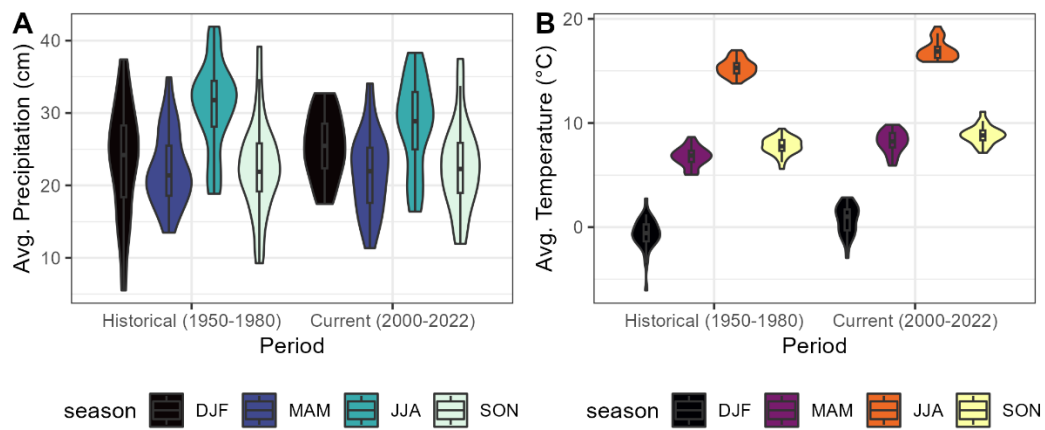 A
Avg. Precipitation (cm)
40
30
20
10
Historical (1950-1980) Current (2000-2022)
Period
season DJF MAM JJA SON
B
Avg. Temperature (°C)
20
10
0
Historical (1950-1980) Current (2000-2022)
Period
season DJF MAM JJA SON